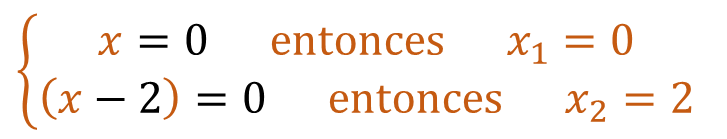 x = 0 entonces x₁ = 0
(x − 2) = 0 entonces x₂ = 2